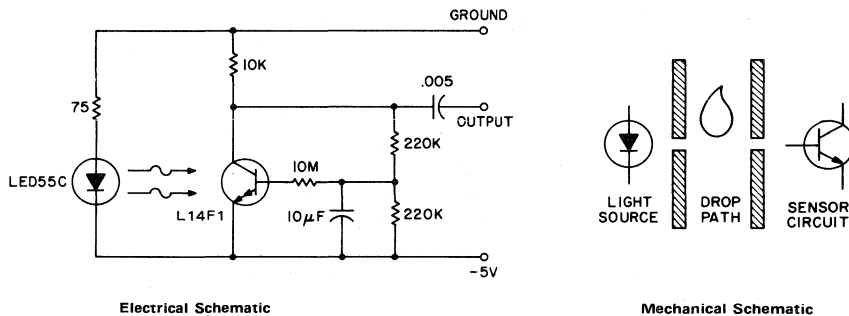 GROUND
10K
.005
75
OUTPUT
220K
10M
LED55C
L14F1
10µF
220K
-5V
Electrical Schematic
LIGHT
SOURCE
DROP
PATH
SENSOR
CIRCUIT
Mechanical Schematic